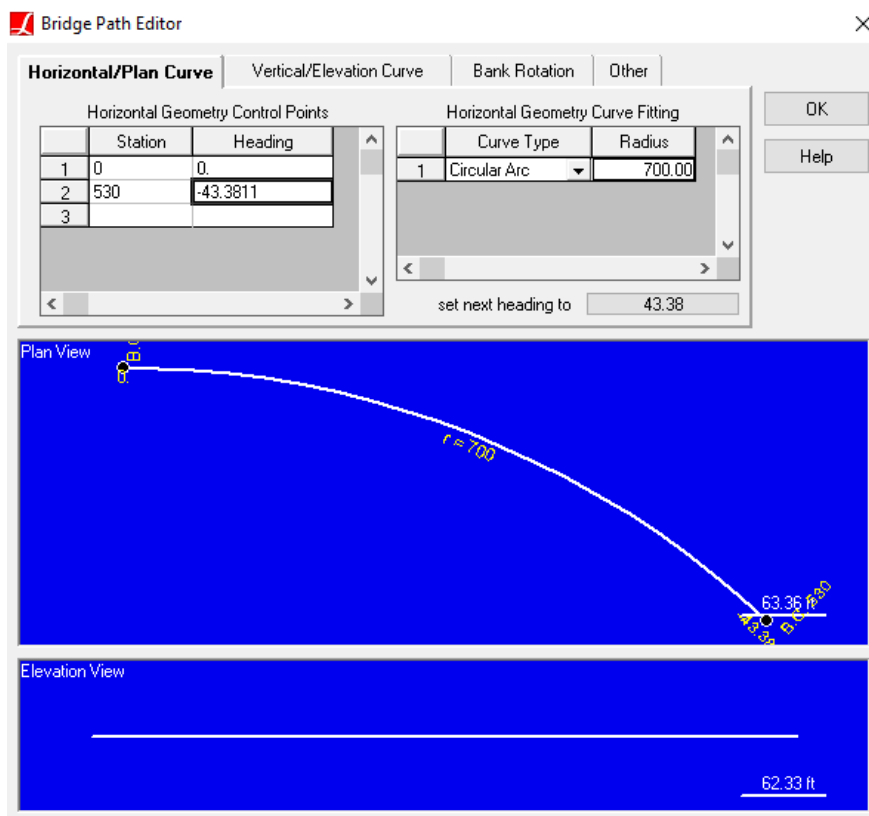 Bridge Path Editor
Horizontal/Plan Curve Vertical/Elevation Curve Bank Rotation Other
Horizontal Geometry Control Points
Station Heading
1 0 0.
2 530 -43.3811
3
Horizontal Geometry Curve Fitting
Curve Type Radius
1 Circular Arc 700.00
set next heading to 43.38
OK
Help
Plan View
0.
r = 700
63.36 ft
Elevation View
62.33 ft